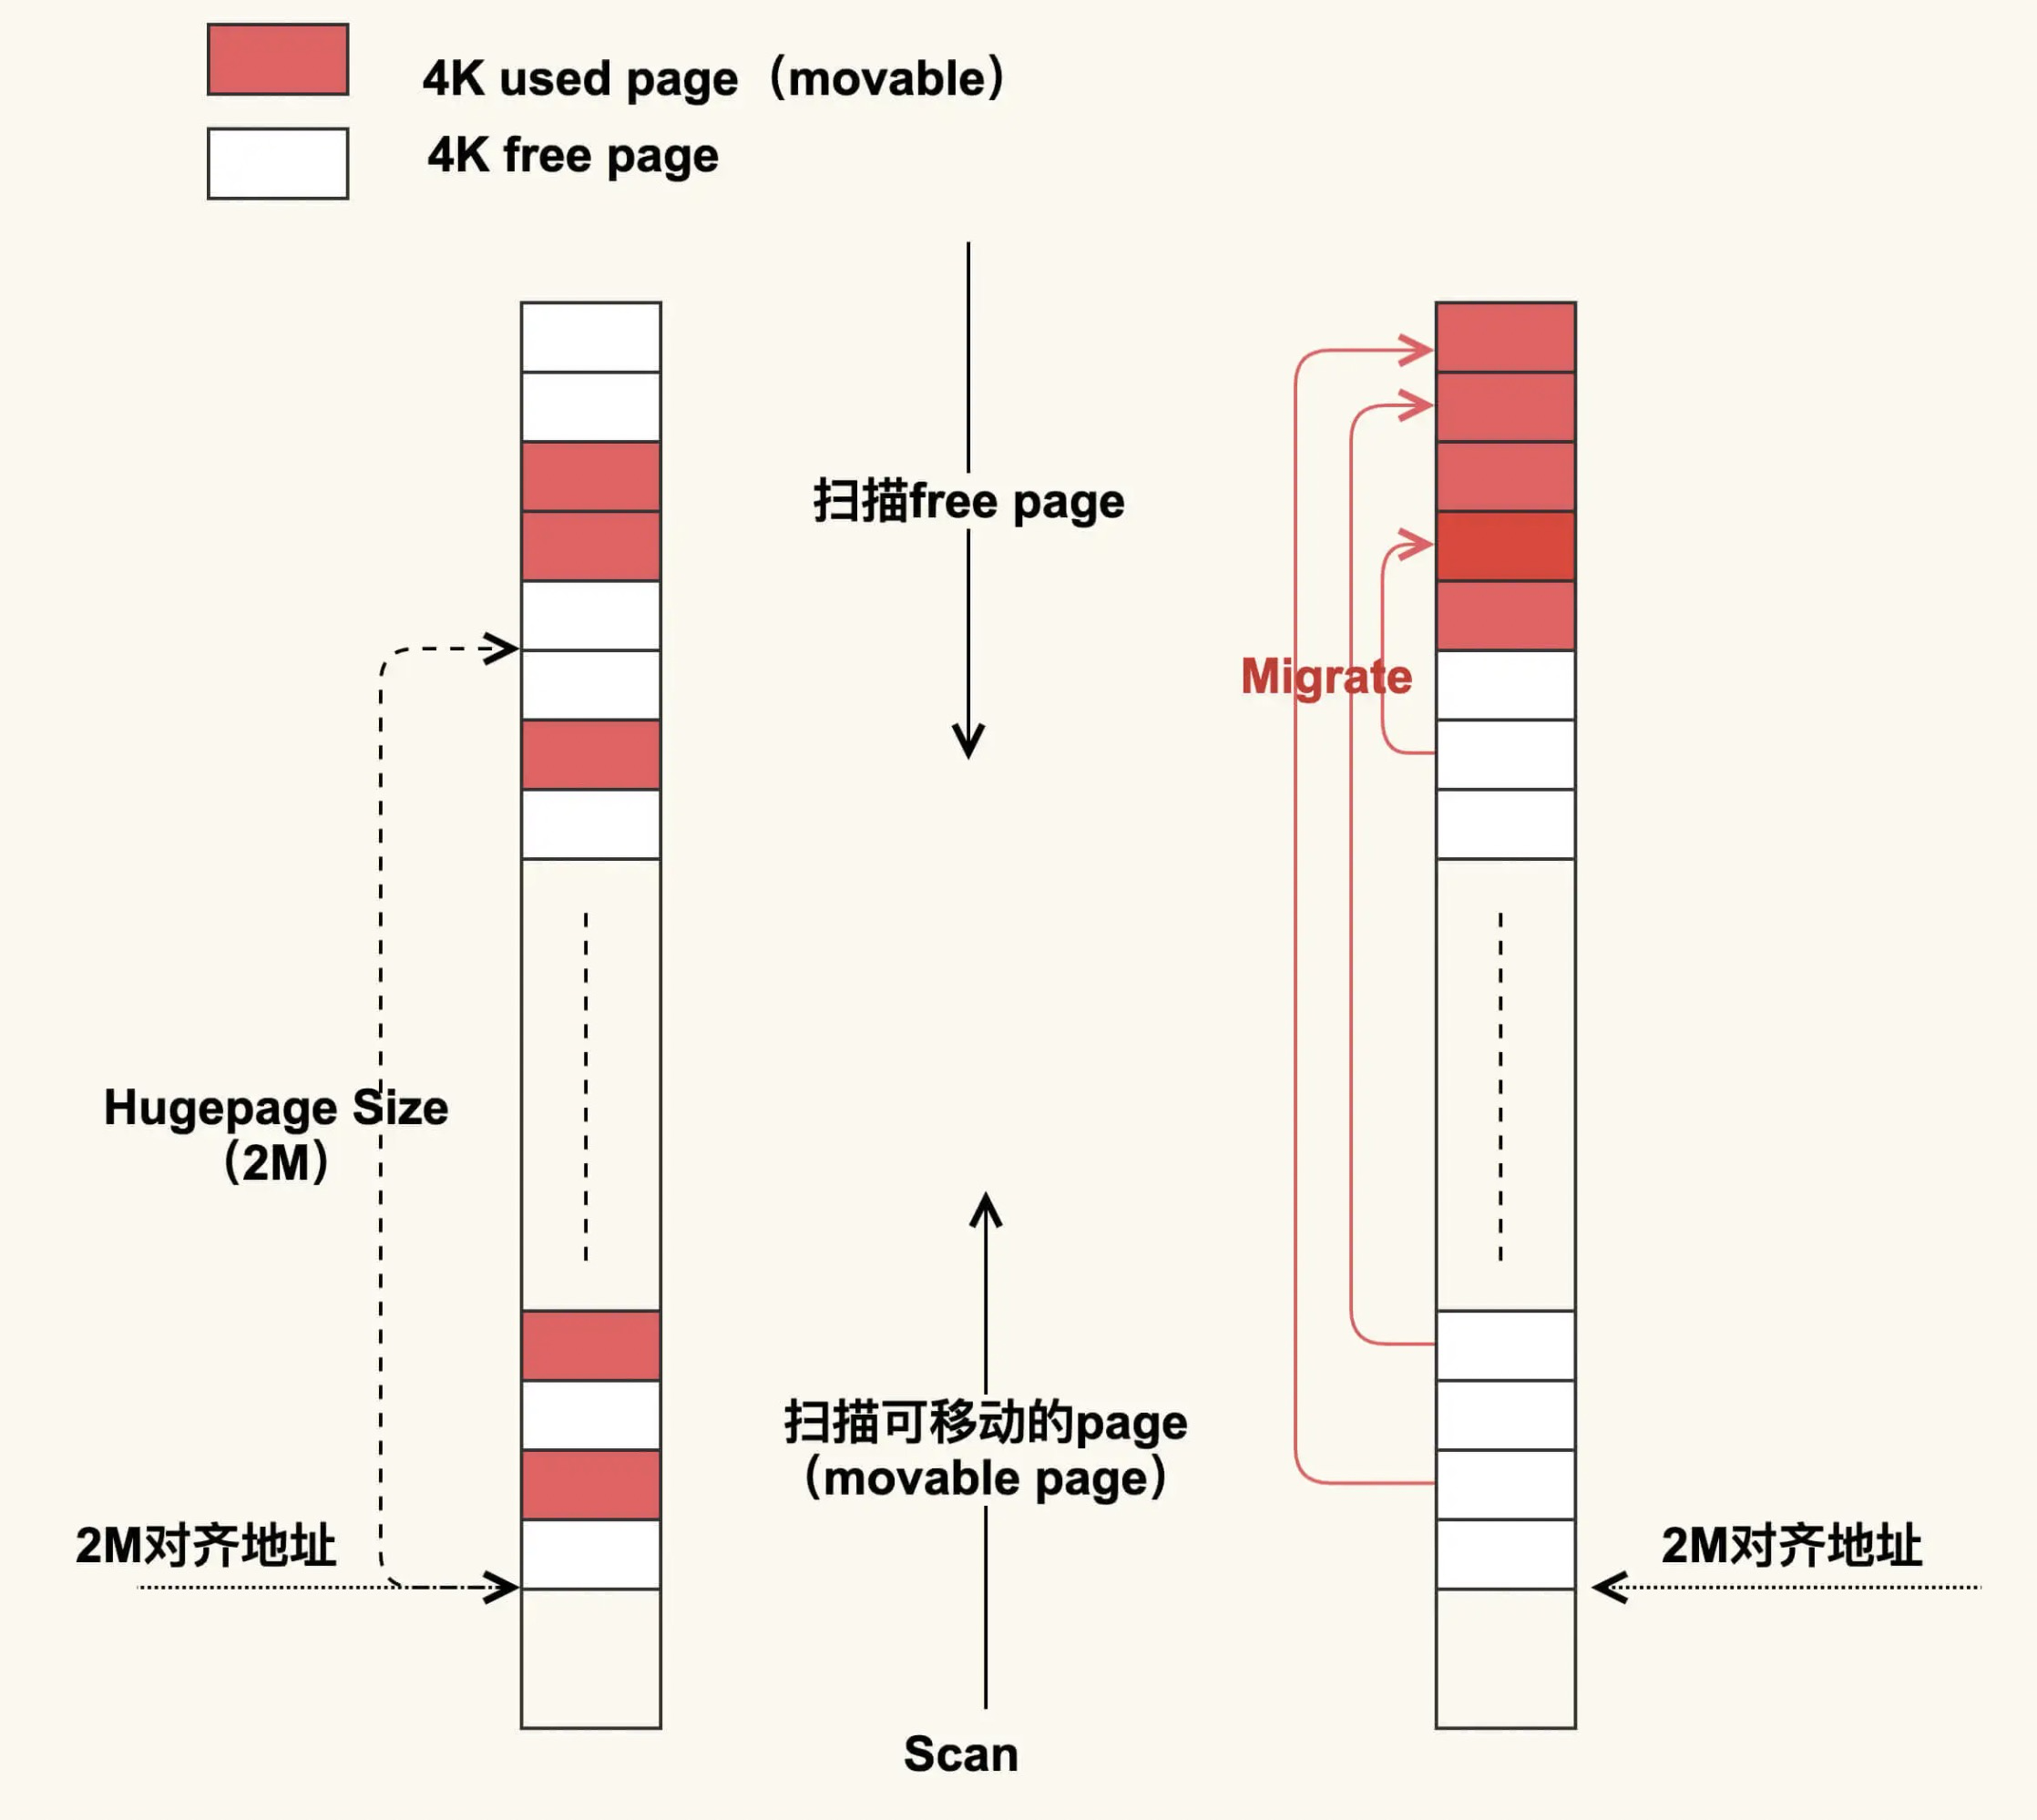 4K used page（movable）
4K free page
扫描free page
Migrate
Hugepage Size
（2M）
扫描可移动的page
（movable page）
2M对齐地址
2M对齐地址
Scan